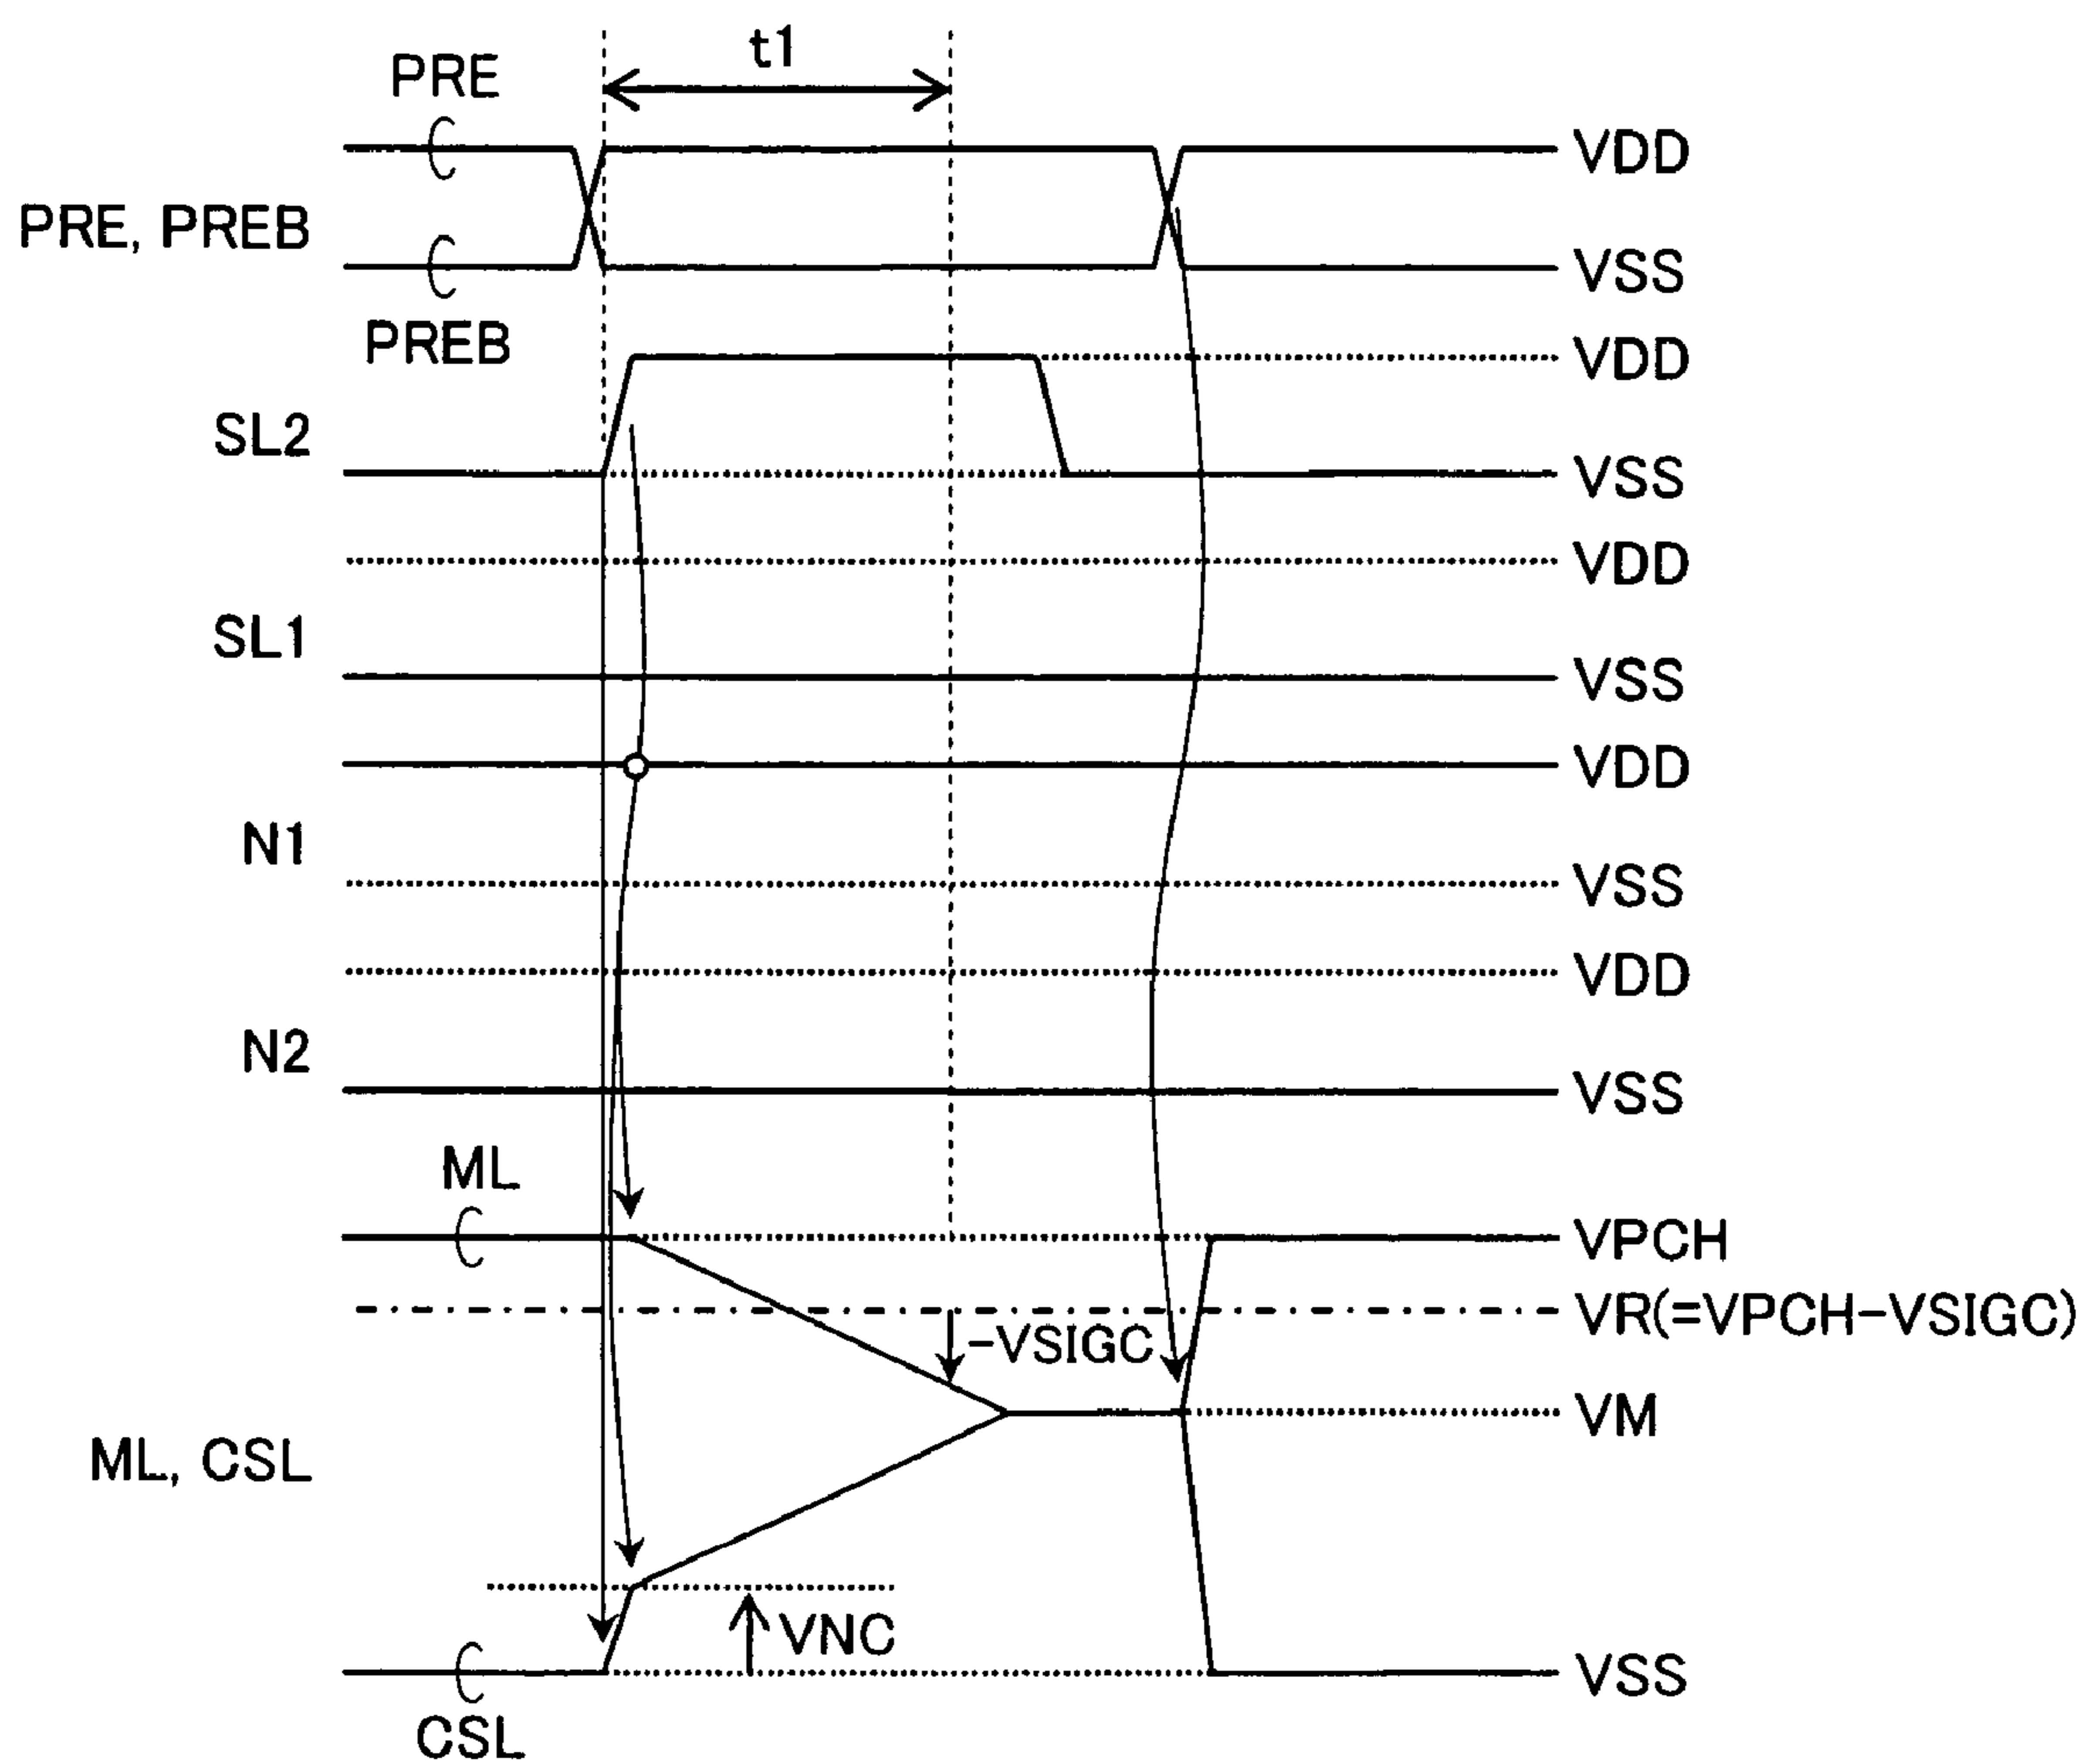 t1
PRE
VDD
PRE, PREB
VSS
PREB
VDD
SL2
VSS
VDD
SL1
VSS
VDD
N1
VSS
VDD
N2
VSS
ML
VPCH
VR(=VPCH-VSIGC)
-VSIGC
VM
ML, CSL
VNC
VSS
CSL